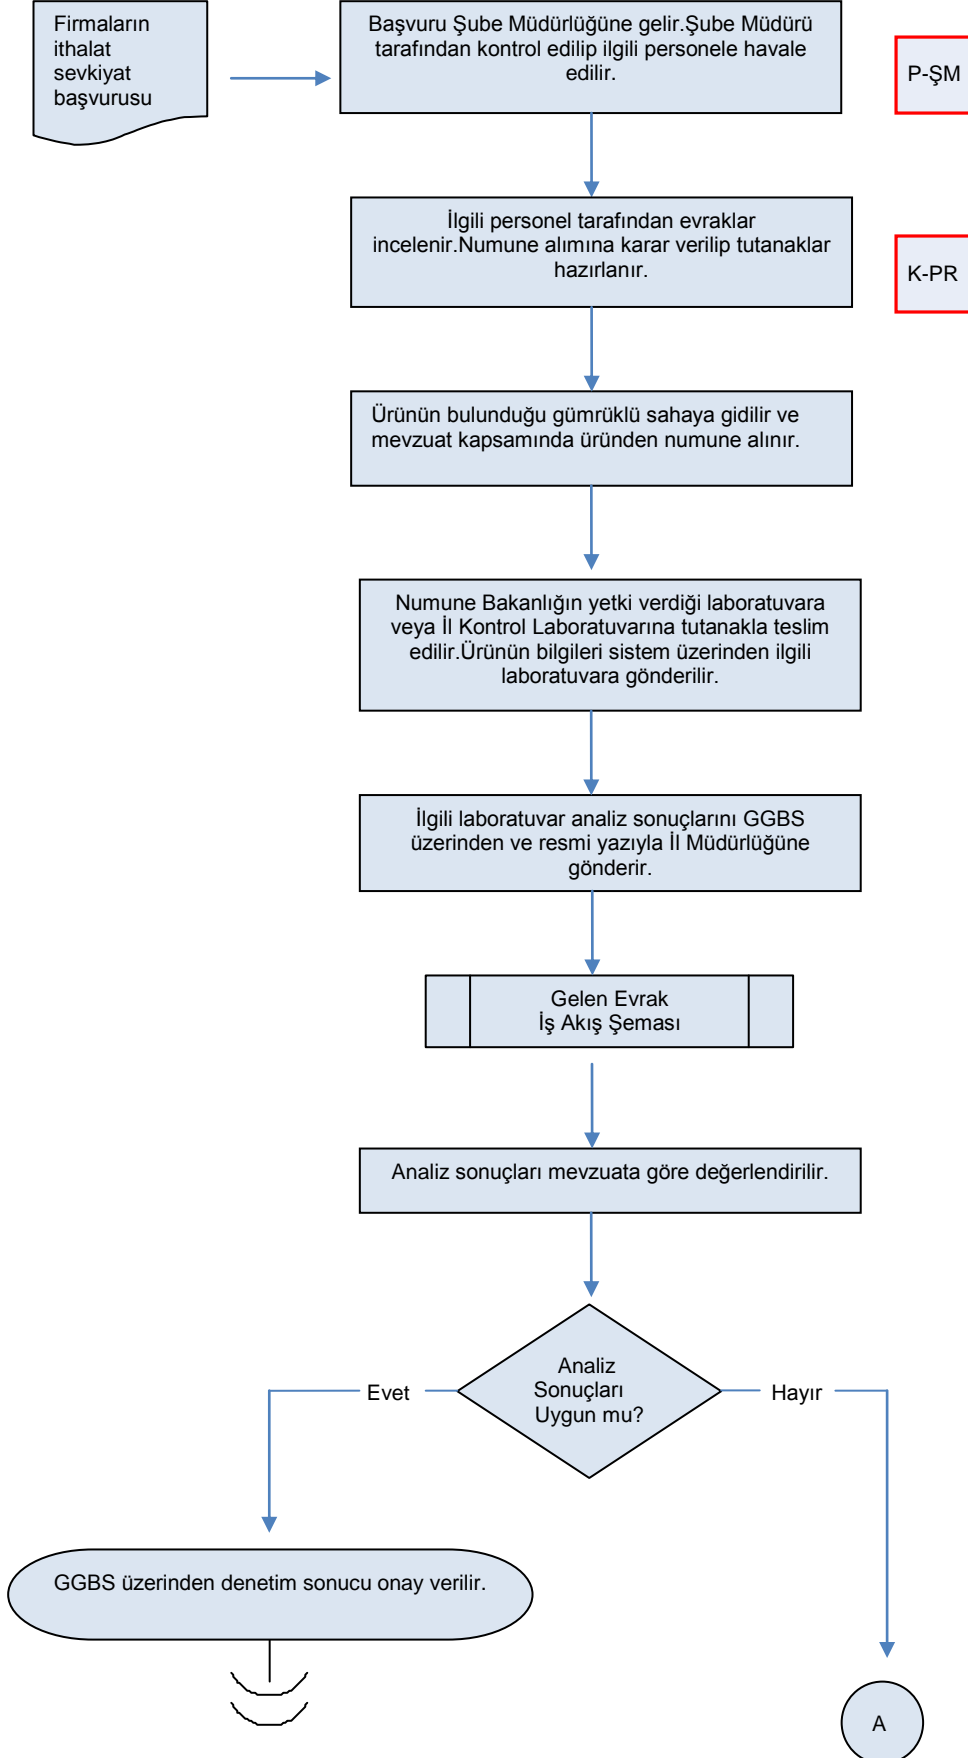 Firmaların
ithalat
sevkiyat
başvurusu
Başvuru Şube Müdürlüğüne gelir.Şube Müdürü
tarafından kontrol edilip ilgili personele havale
edilir.
P-ŞM
İlgili personel tarafından evraklar
incelenir.Numune alımına karar verilip tutanaklar
hazırlanır.
K-PR
Ürünün bulunduğu gümrüklü sahaya gidilir ve
mevzuat kapsamında üründen numune alınır.
Numune Bakanlığın yetki verdiği laboratuvara
veya İl Kontrol Laboratuvarına tutanakla teslim
edilir.Ürünün bilgileri sistem üzerinden ilgili
laboratuvara gönderilir.
İlgili laboratuvar analiz sonuçlarını GGBS
üzerinden ve resmi yazıyla İl Müdürlüğüne
gönderir.
Gelen Evrak
İş Akış Şeması
Analiz sonuçları mevzuata göre değerlendirilir.
Analiz
Sonuçları
Uygun mu?
Evet
Hayır
GGBS üzerinden denetim sonucu onay verilir.
A